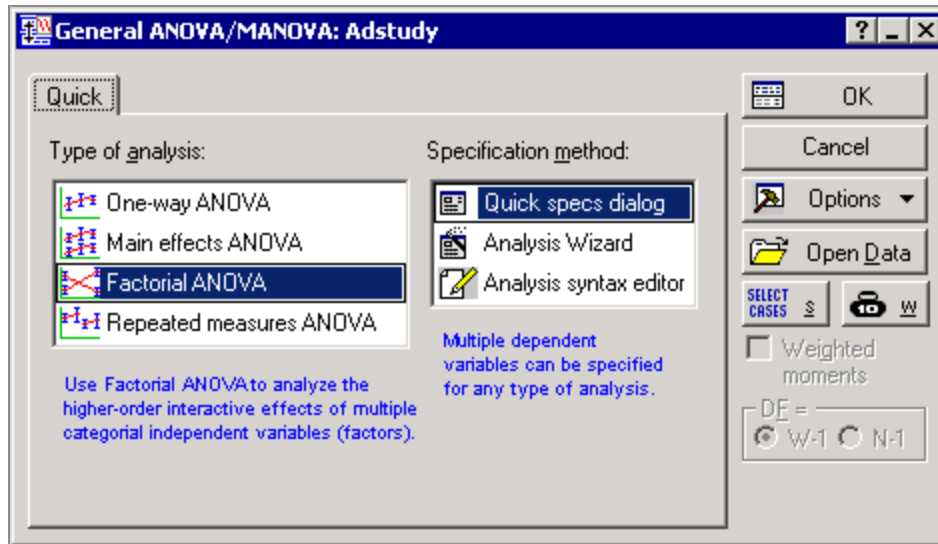 General ANOVA/MANOVA: Adstudy
Quick
Type of analysis:
One-way ANOVA
Main effects ANOVA
Factorial ANOVA
Repeated measures ANOVA
Use Factorial ANOVA to analyze the
higher-order interactive effects of multiple
categorial independent variables (factors).
Specification method:
Quick specs dialog
Analysis Wizard
Analysis syntax editor
Multiple dependent
variables can be specified
for any type of analysis.
OK
Cancel
Options
Open Data
SELECT
CASES S
W
Weighted
moments
DF =
W-1 N-1